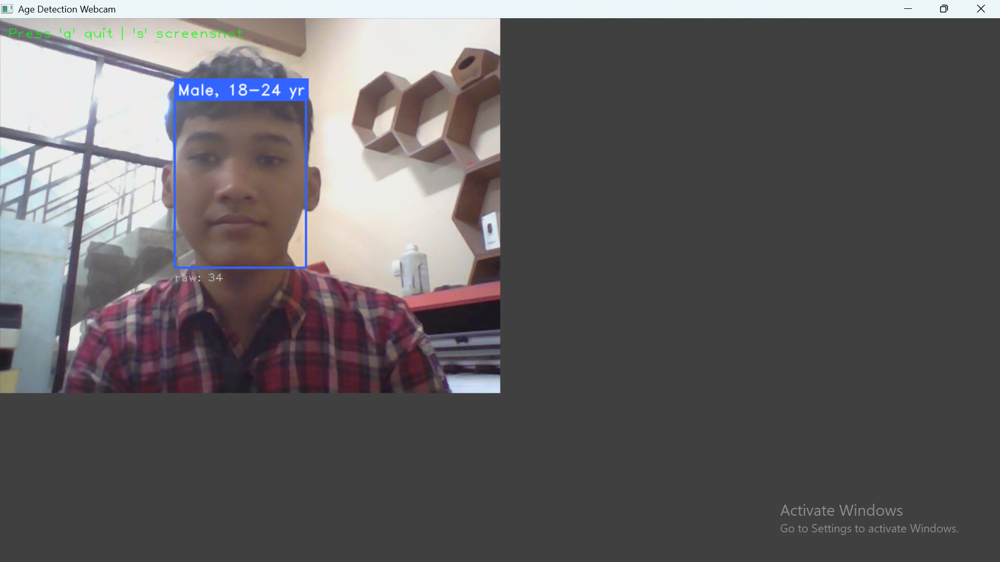 Age Detection Webcam
Press 'q' quit | 's' screenshot
Male, 18-24 yr
raw: 34
Activate Windows
Go to Settings to activate Windows.